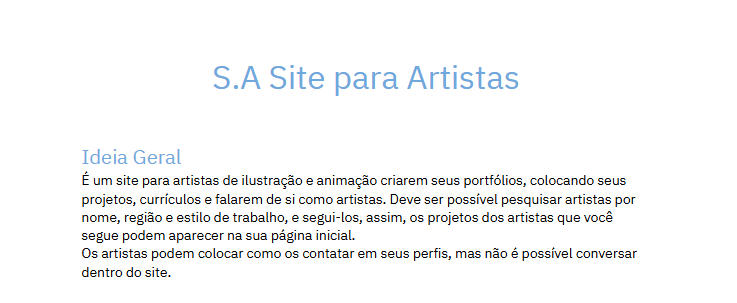 S.A Site para Artistas
Ideia Geral
É um site para artistas de ilustração e animação criarem seus portfólios, colocando seus
projetos, currículos e falarem de si como artistas. Deve ser possível pesquisar artistas por
nome, região e estilo de trabalho, e segui-los, assim, os projetos dos artistas que você
segue podem aparecer na sua página inicial.
Os artistas podem colocar como os contatar em seus perfis, mas não é possível conversar
dentro do site.